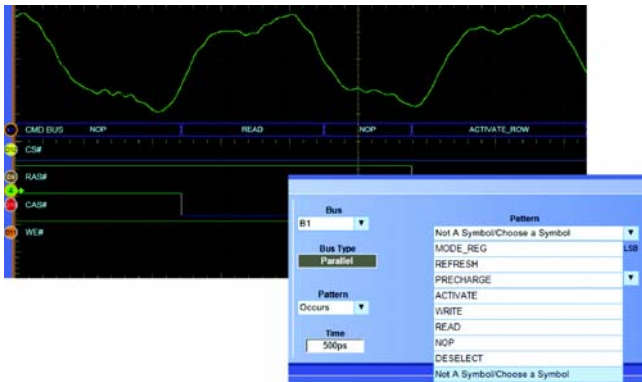 CMD BUS NOP READ NOP ACTIVATE_ROW
CS#
RAS#
4
CAS#
WE#
Bus
B1
Bus Type
Parallel
Pattern
Occurs
Time
500ps
Pattern
Not A Symbol/Choose a Symbol
LSB
MODE_REG
REFRESH
PRECHARGE
ACTIVATE
WRITE
READ
NOP
DESELECT
Not A Symbol/Choose a Symbol